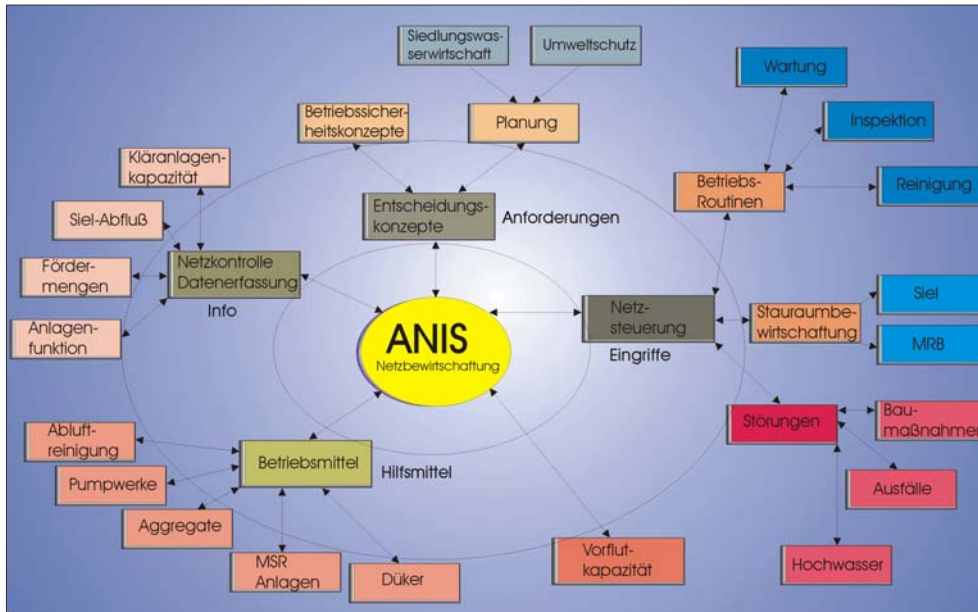 Siedlungswas-
serwirtschaft
Umweltschutz
Wartung
Betriebssicher-
heitskonzepte
Planung
Inspektion
Kläranlagen-
kapazität
Betriebs-
Routinen
Reinigung
Siel-Abfluß
Entscheidungs-
konzepte
Anforderungen
Förder-
mengen
Netzkontrolle
Datenerfassung
Info
Siel
Netz-
steuerung
Eingriffe
Stauraumbe-
wirtschaftung
Anlagen-
funktion
ANIS
Netzbewirtschaftung
MRB
Störungen
Bau-
maßnahmen
Abluft-
reinigung
Betriebsmittel
Hilfsmittel
Pumpwerke
Ausfälle
Aggregate
MSR
Anlagen
Düker
Vorflut-
kapazität
Hochwasser